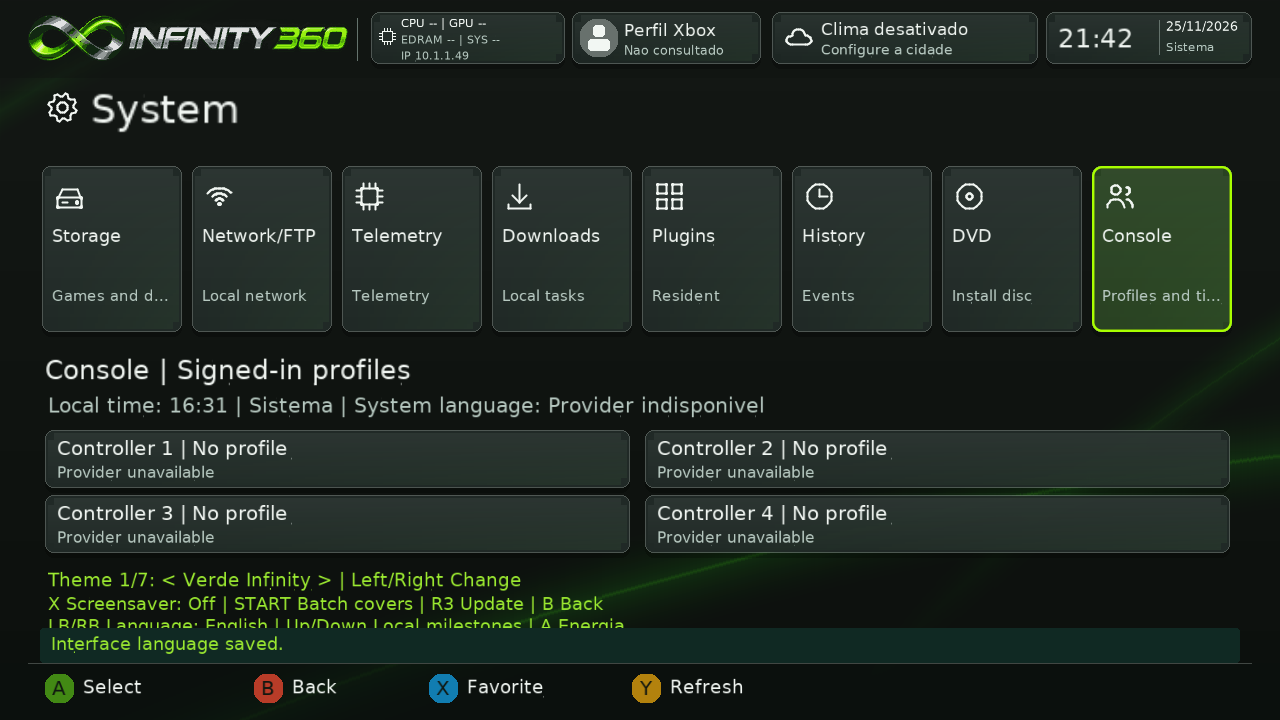 INFINITY 360
CPU -- | GPU --
EDRAM -- | SYS --
IP 10.1.1.49
Perfil Xbox
Nao consultado
Clima desativado
Configure a cidade
21:42
25/11/2026
Sistema
System
Storage
Games and d...
Network/FTP
Local network
Telemetry
Telemetry
Downloads
Local tasks
Plugins
Resident
History
Events
DVD
Install disc
Console
Profiles and ti...
Console | Signed-in profiles
Local time: 16:31 | Sistema | System language: Provider indisponivel
Controller 1 | No profile
Provider unavailable
Controller 2 | No profile
Provider unavailable
Controller 3 | No profile
Provider unavailable
Controller 4 | No profile
Provider unavailable
Theme 1/7: < Verde Infinity > | Left/Right Change
X Screensaver: Off | START Batch covers | R3 Update | B Back
LB/RB Language: English | Up/Down Local milestones | A Energia
Interface language saved.
A Select
B Back
X Favorite
Y Refresh